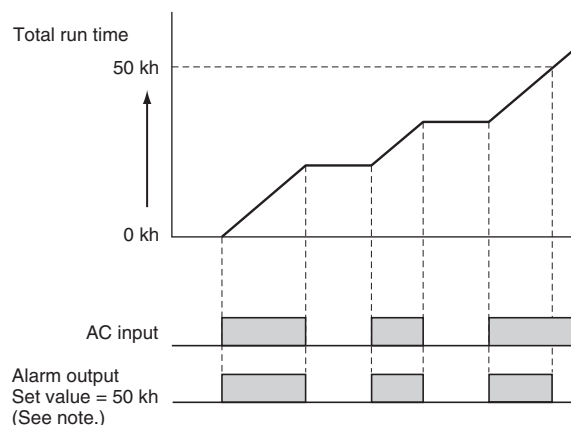 Total run time
50 kh
0 kh
AC input
Alarm output
Set value = 50 kh
(See note.)